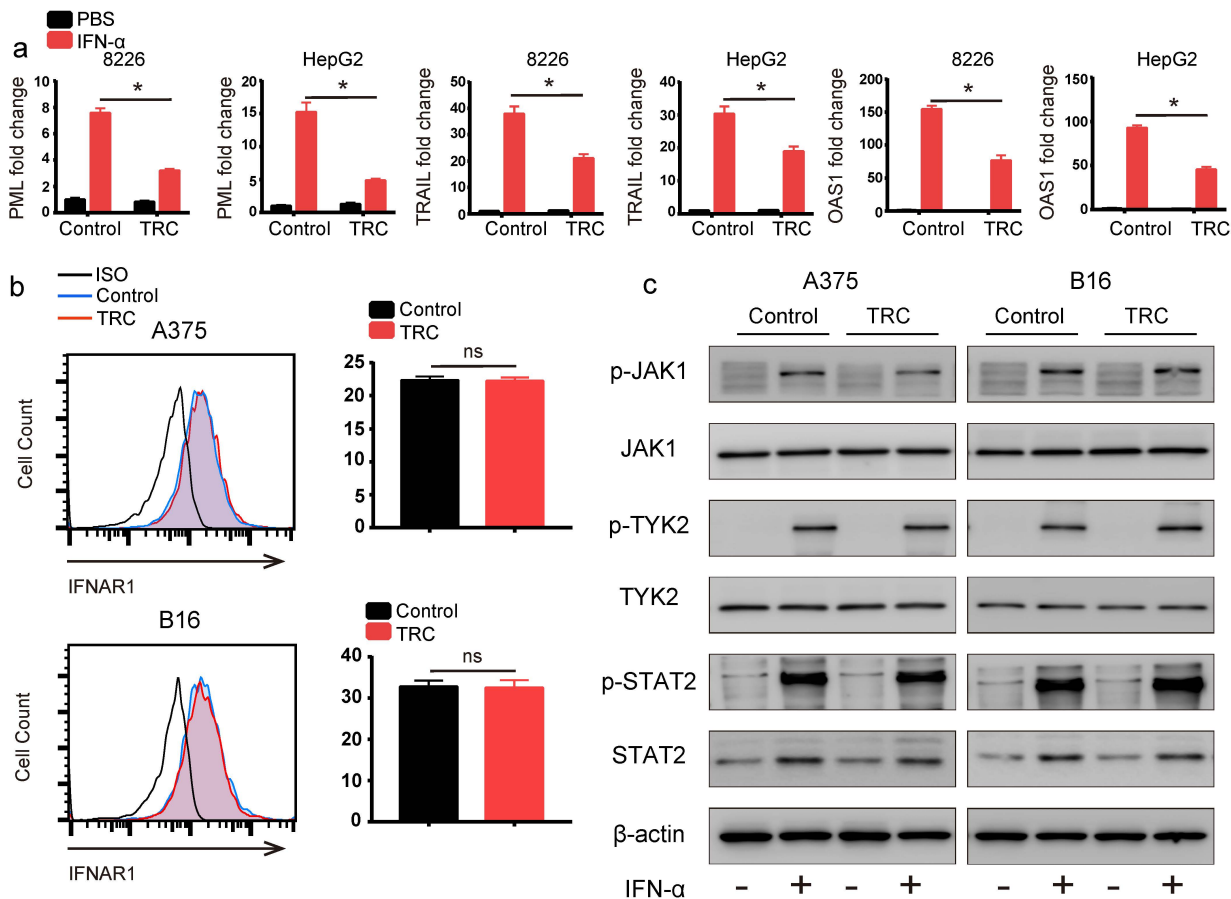 a
PBS
IFN-α
8226
PML fold change
8
6
4
2
0
*
Control TRC
HepG2
PML fold change
20
15
10
5
0
*
Control TRC
8226
TRAIL fold change
50
40
30
20
10
0
*
Control TRC
HepG2
TRAIL fold change
40
30
20
10
0
*
Control TRC
8226
OAS1 fold change
200
150
100
50
0
*
Control TRC
HepG2
OAS1 fold change
150
100
50
0
*
Control TRC
b
ISO
Control
TRC
A375
Cell Count
IFNAR1
Control
TRC
ns
25
22
20
15
10
5
0
B16
Cell Count
IFNAR1
Control
TRC
ns
40
30
30
20
10
0
c
A375 B16
Control TRC Control TRC
p-JAK1
JAK1
p-TYK2
TYK2
p-STAT2
STAT2
β-actin
IFN-α - + - + - + - +